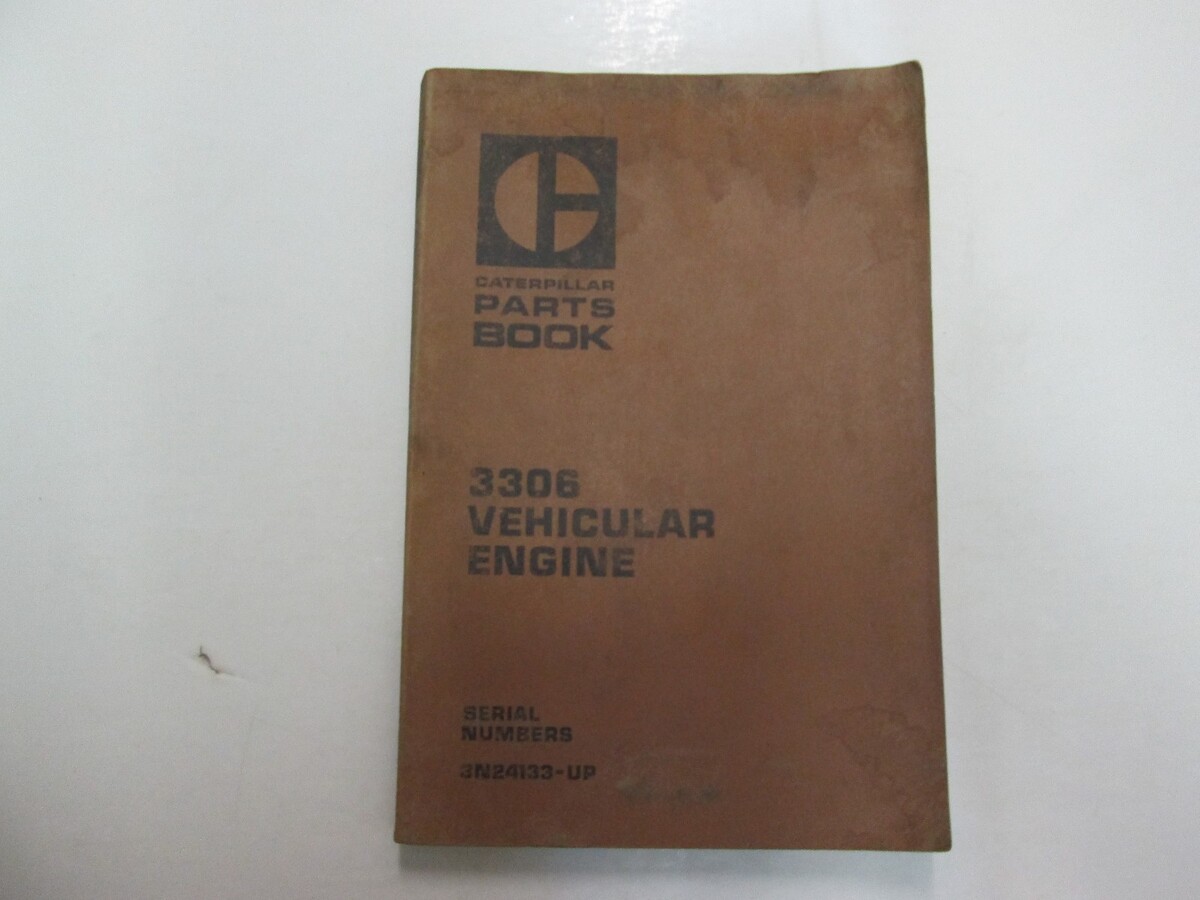 CATERPILLAR
PARTS
BOOK
3306
VEHICULAR
ENGINE
SERIAL
NUMBERS
3N24133-UP